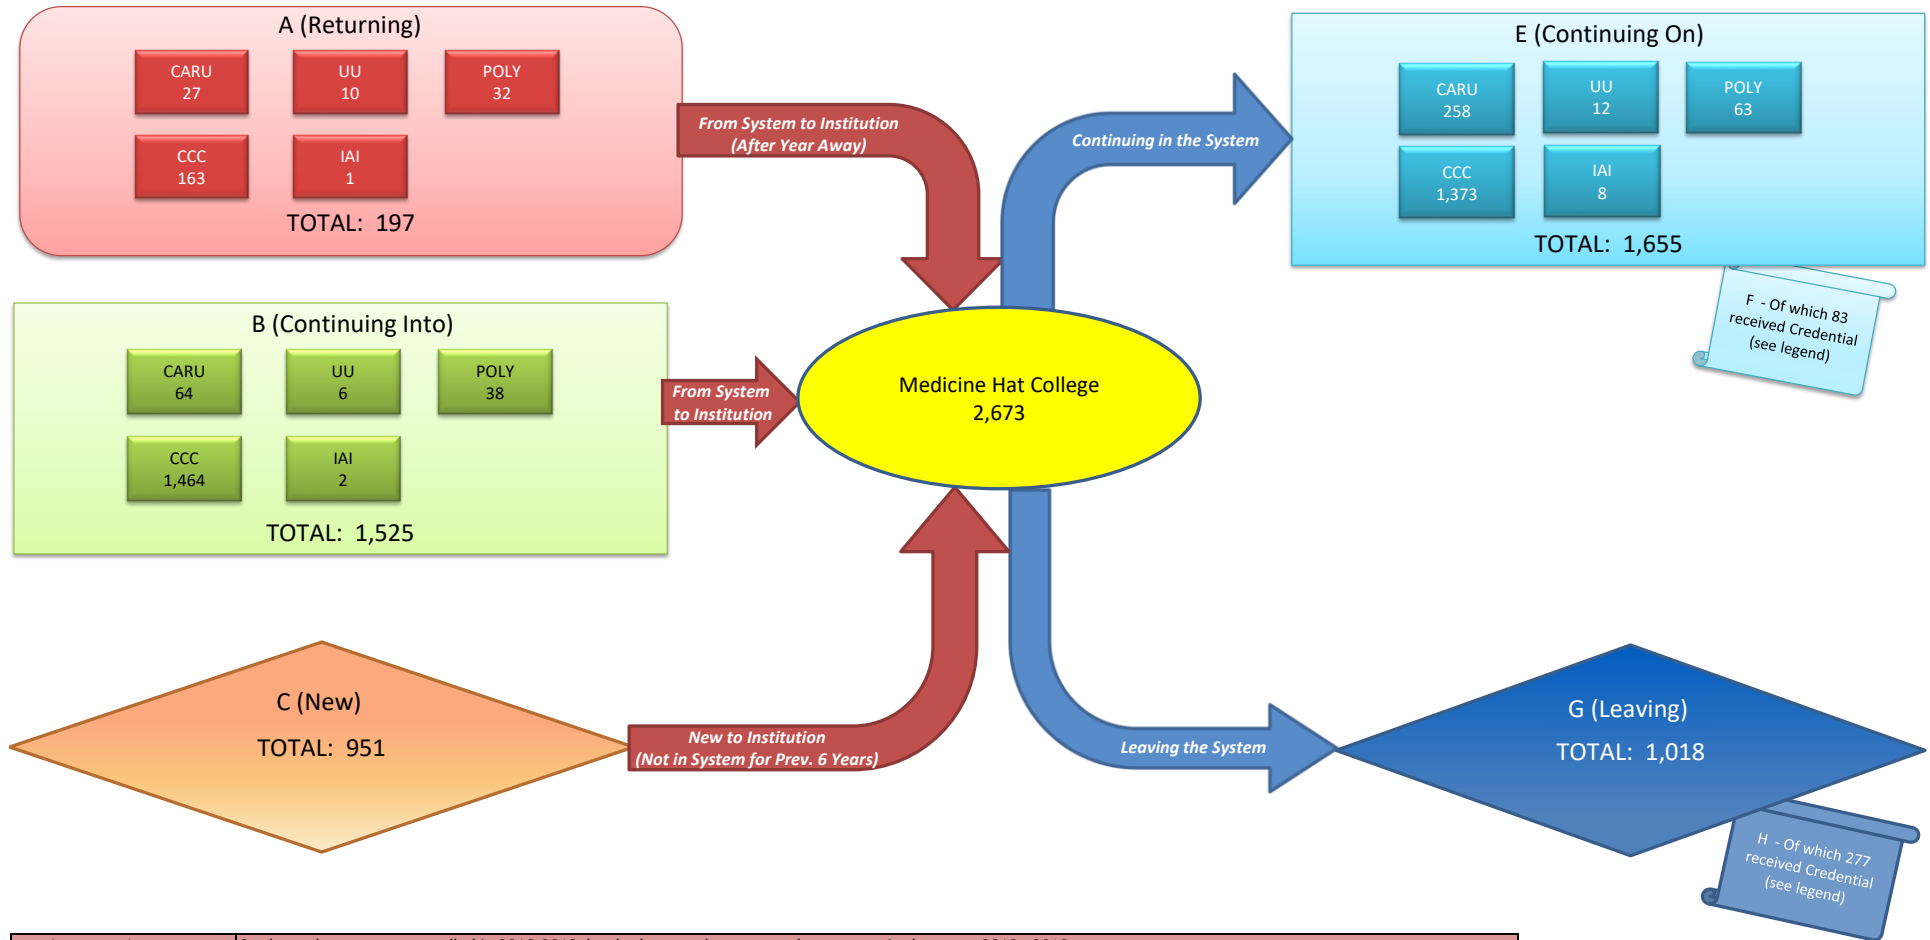 A (Returning)
CARU
27
UU
10
POLY
32
CCC
163
IAI
1
TOTAL: 197
From System to Institution
(After Year Away)
Continuing in the System
E (Continuing On)
CARU
258
UU
12
POLY
63
CCC
1,373
IAI
8
TOTAL: 1,655
F - Of which 83
received Credential
(see legend)
B (Continuing Into)
CARU
64
UU
6
POLY
38
CCC
1,464
IAI
2
TOTAL: 1,525
From System
to Institution
Medicine Hat College
2,673
C (New)
TOTAL: 951
New to Institution
(Not in System for Prev. 6 Years)
Leaving the System
G (Leaving)
TOTAL: 1,018
H - Of which 277
received Credential
(see legend)